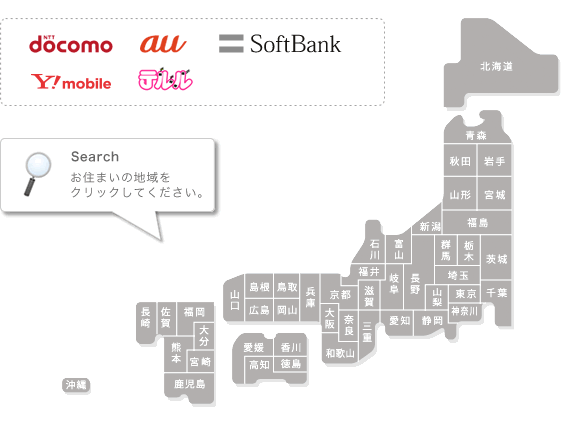 NTT
docomo
au
SoftBank
Y!mobile
テルル
Search
お住まいの地域を
クリックしてください。
北海道
青森
秋田 岩手
山形 宮城
新潟 福島
石川 富山 群馬 栃木 茨城
福井 岐阜 長野 埼玉
滋賀 山梨 東京 千葉
神奈川
山口 島根 鳥取 兵庫 京都
広島 岡山 大阪 奈良 三重 愛知 静岡
和歌山
長崎 佐賀 福岡
大分
熊本 宮崎
鹿児島
愛媛 香川
高知 徳島
沖縄